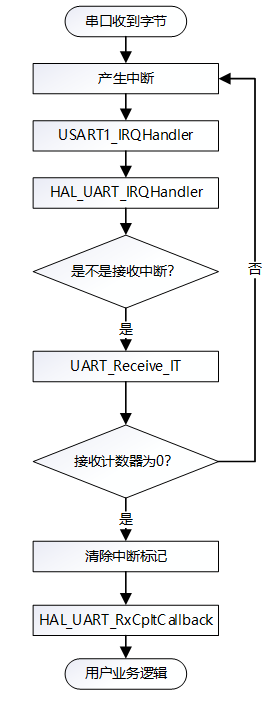 串口收到字节
产生中断
USART1_IRQHandler
HAL_UART_IRQHandler
是不是接收中断?
否
是
UART_Receive_IT
接收计数器为0?
是
清除中断标记
HAL_UART_RxCpltCallback
用户业务逻辑